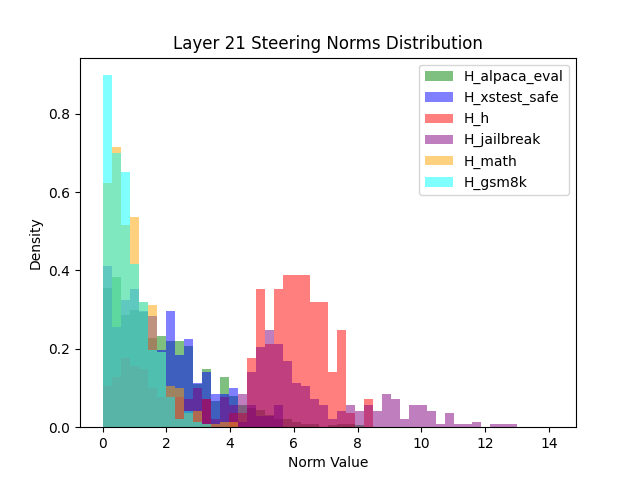 Layer 21 Steering Norms Distribution
H_alpaca_eval
H_xstest_safe
H_h
H_jailbreak
H_math
H_gsm8k
Density
0.8
0.6
0.4
0.2
0.0
0 2 4 6 8 10 12 14
Norm Value